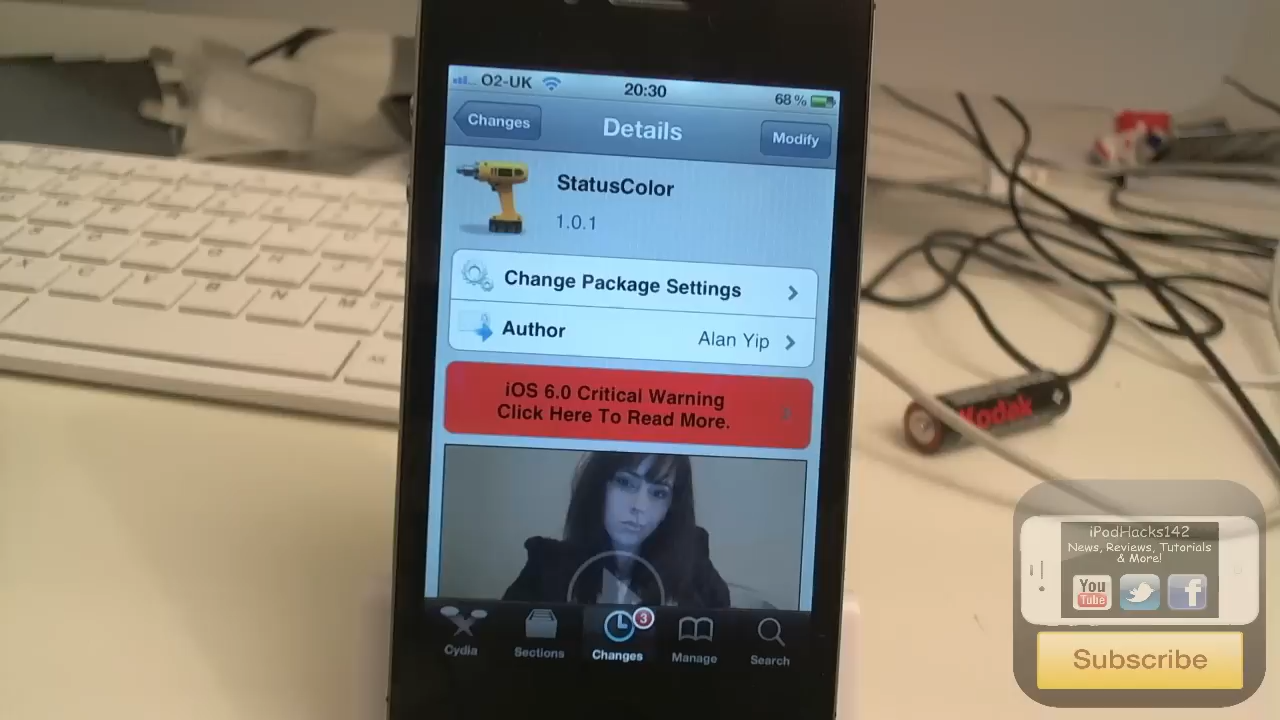 O2-UK
20:30
68%
Changes
Details
Modify
StatusColor
1.0.1
Change Package Settings
Author
Alan Yip
iOS 6.0 Critical Warning
Click Here To Read More.
Cydia
Sections
Changes
3
Manage
Search
Kodak
iPodHacks142
News, Reviews, Tutorials
& More!
You
Tube
f
Subscribe